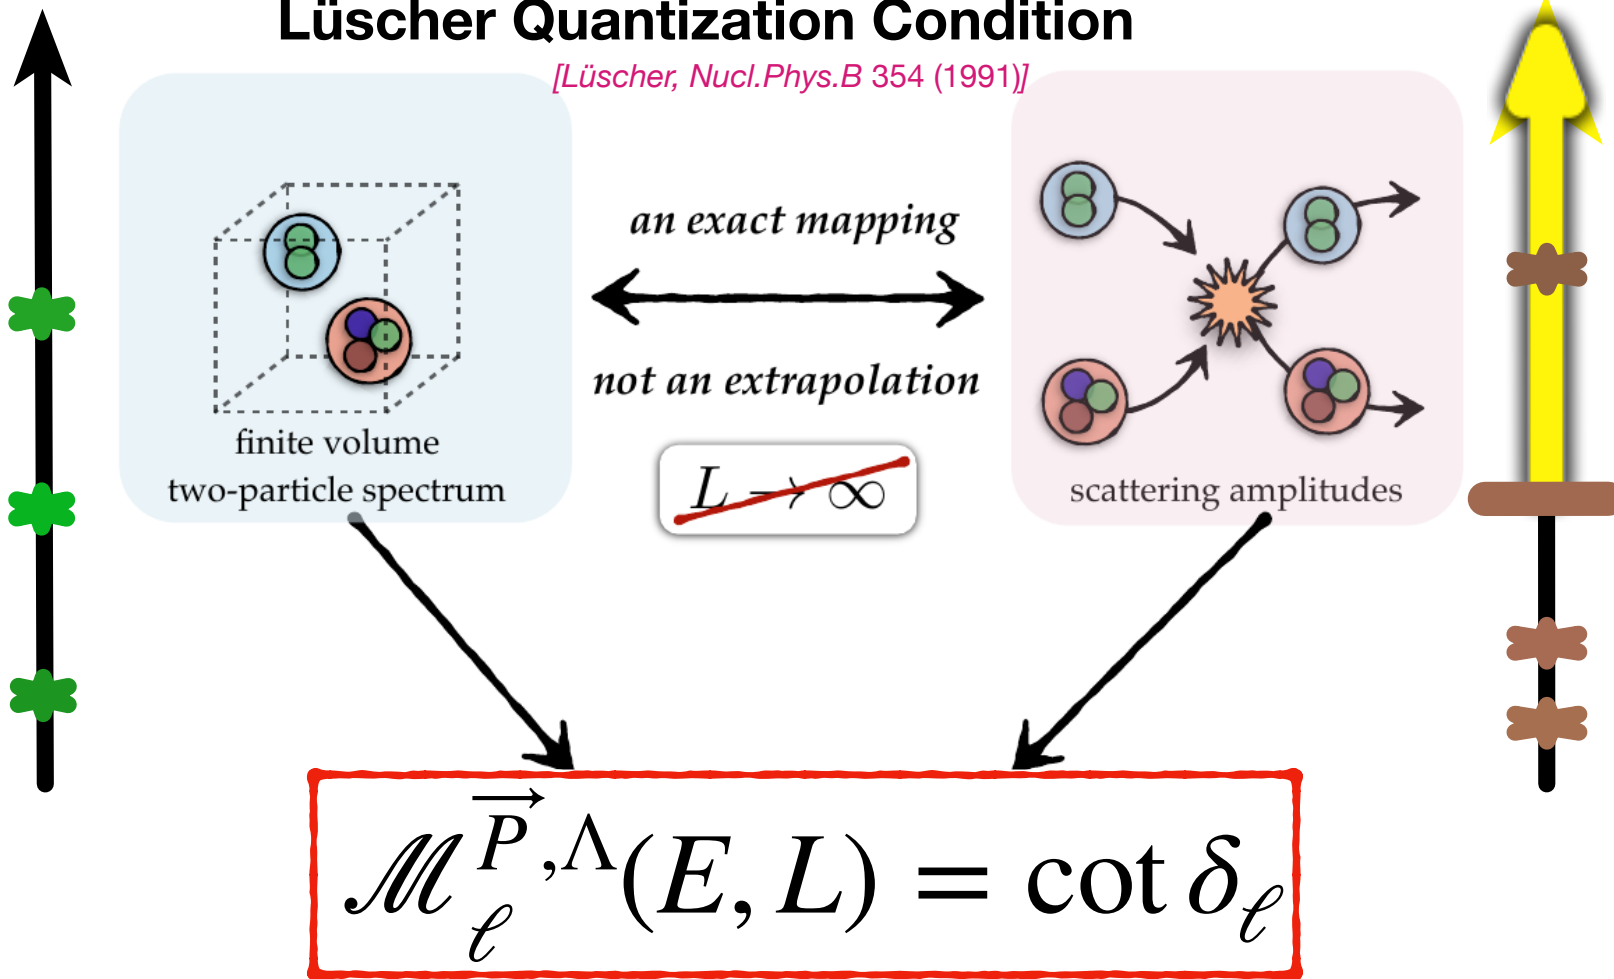 Lüscher Quantization Condition
[Lüscher, Nucl.Phys.B 354 (1991)]
an exact mapping
not an extrapolation
L → ∞
finite volume
two-particle spectrum
scattering amplitudes
ℳ_ℓ^{\vec{P},Λ}(E, L) = cot δ_ℓ